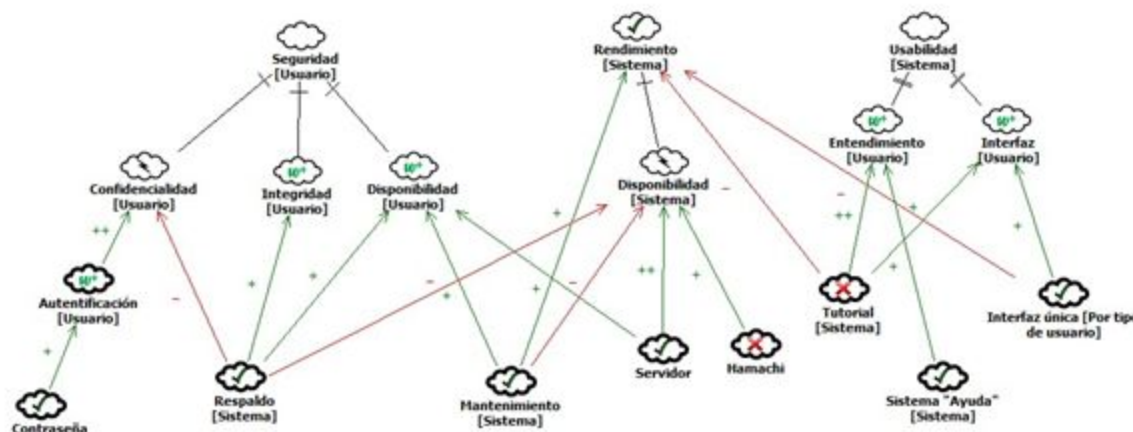 Seguridad
[Usuario]
Rendimiento
[Sistema]
Usabilidad
[Sistema]
Confidencialidad
[Usuario]
W+
Integridad
[Usuario]
W+
Disponibilidad
[Usuario]
Disponibilidad
[Sistema]
W+
Entendimiento
[Usuario]
W+
Interfaz
[Usuario]
W+
Autentificación
[Usuario]
Contraseña
Respaldo
[Sistema]
Mantenimiento
[Sistema]
Servidor
Hamachi
Tutorial
[Sistema]
Interfaz única [Por tipo
de usuario]
Sistema "Ayuda"
[Sistema]
++
+
-
+
+
-
+
+
+
-
++
+
-
++
+
-
+
+